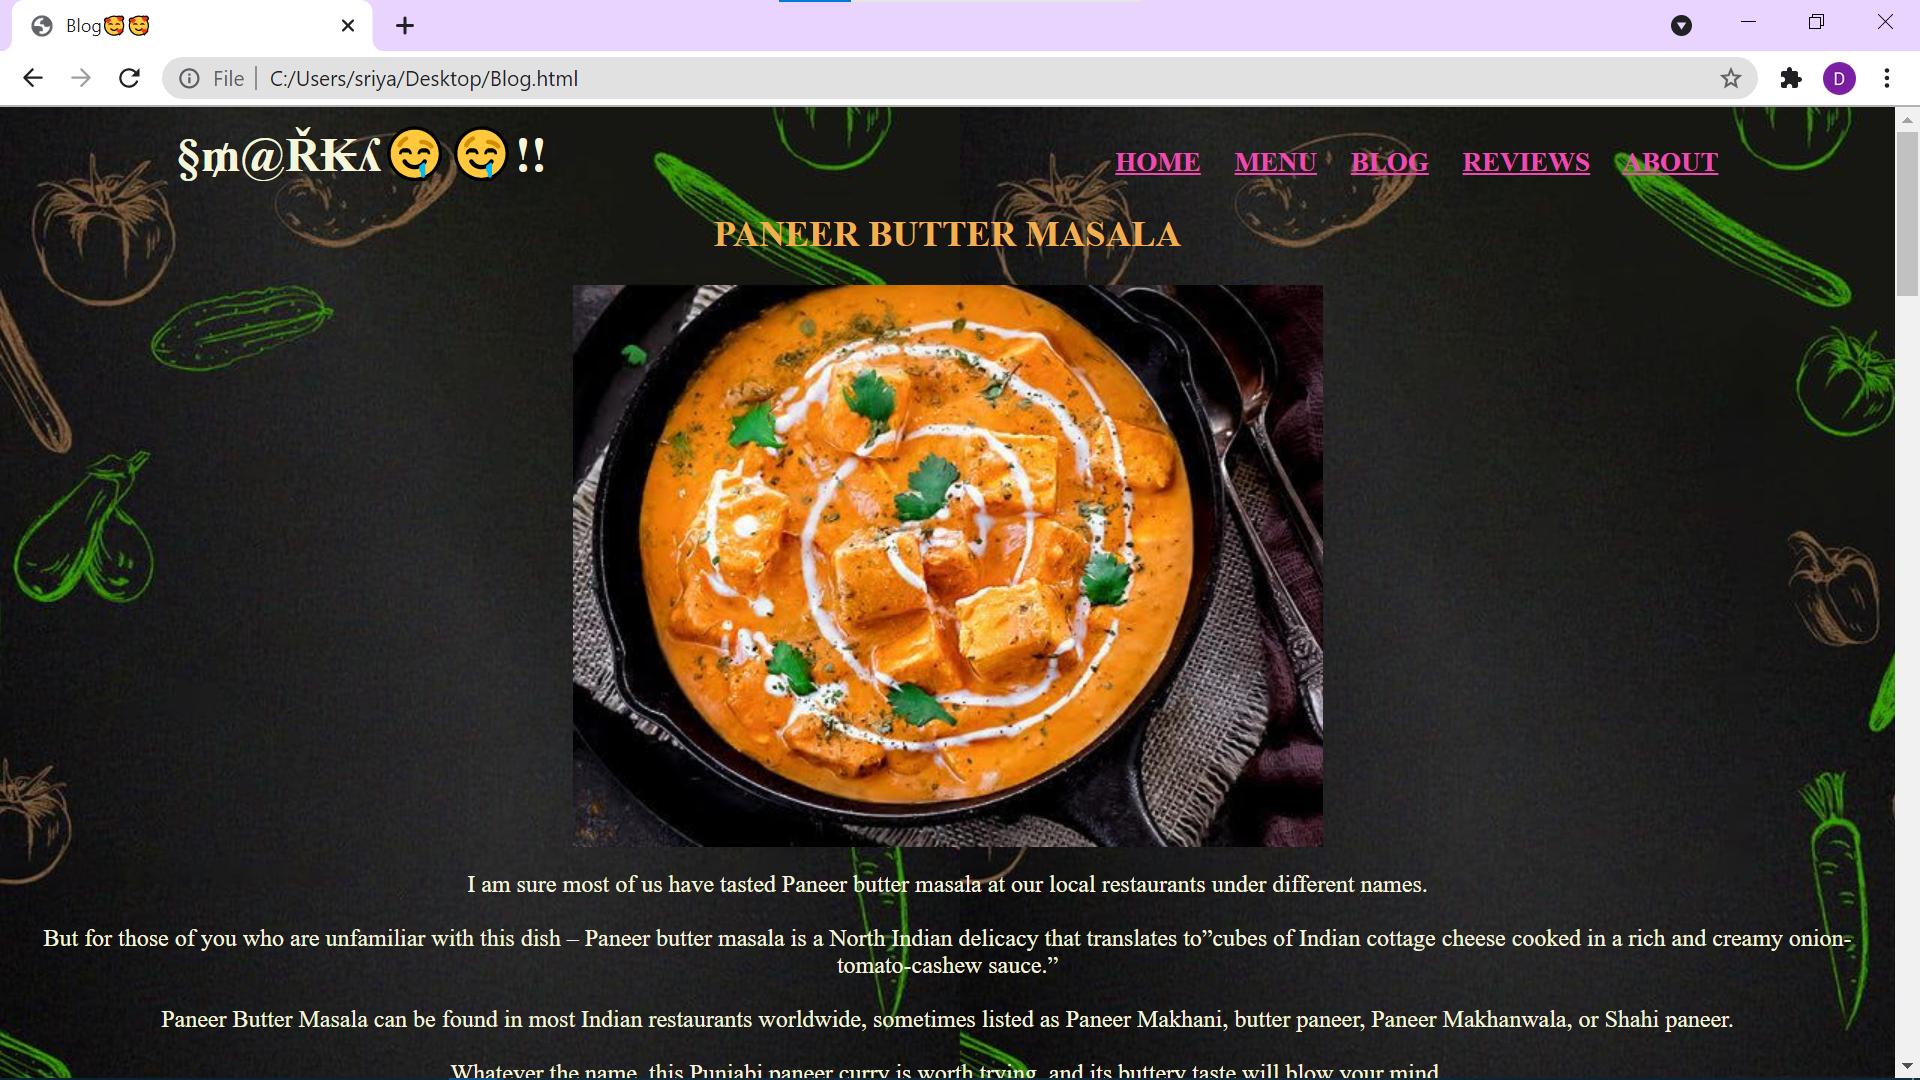 Blog🥰🥰
File | C:/Users/sriya/Desktop/Blog.html
D
§₥@ŘƘʎ🤤🤤!!
HOME MENU BLOG REVIEWS ABOUT
PANEER BUTTER MASALA
I am sure most of us have tasted Paneer butter masala at our local restaurants under different names.
But for those of you who are unfamiliar with this dish – Paneer butter masala is a North Indian delicacy that translates to”cubes of Indian cottage cheese cooked in a rich and creamy onion-
tomato-cashew sauce.”
Paneer Butter Masala can be found in most Indian restaurants worldwide, sometimes listed as Paneer Makhani, butter paneer, Paneer Makhanwala, or Shahi paneer.
Whatever the name, this Punjabi paneer curry is worth trying, and its buttery taste will blow your mind